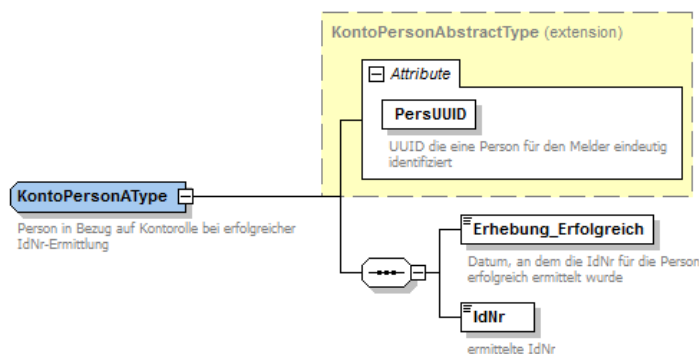 KontoPersonAbstractType (extension)
Attribute
PersUUID
UUID die eine Person für den Melder eindeutig
identifiziert
KontoPersonAType
Person in Bezug auf Kontorolle bei erfolgreicher
IdNr-Ermittlung
Erhebung_Erfolgreich
Datum, an dem die IdNr für die Person
erfolgreich ermittelt wurde
IdNr
ermittelte IdNr